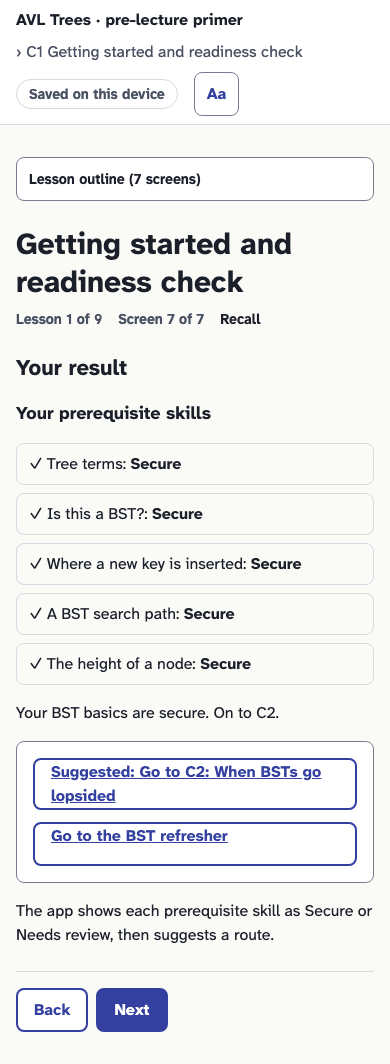 AVL Trees · pre-lecture primer
› C1 Getting started and readiness check
Saved on this device
Aa
Lesson outline (7 screens)
Getting started and
readiness check
Lesson 1 of 9 Screen 7 of 7 Recall
Your result
Your prerequisite skills
✓ Tree terms: Secure
✓ Is this a BST?: Secure
✓ Where a new key is inserted: Secure
✓ A BST search path: Secure
✓ The height of a node: Secure
Your BST basics are secure. On to C2.
Suggested: Go to C2: When BSTs go
lopsided
Go to the BST refresher
The app shows each prerequisite skill as Secure or
Needs review, then suggests a route.
Back
Next